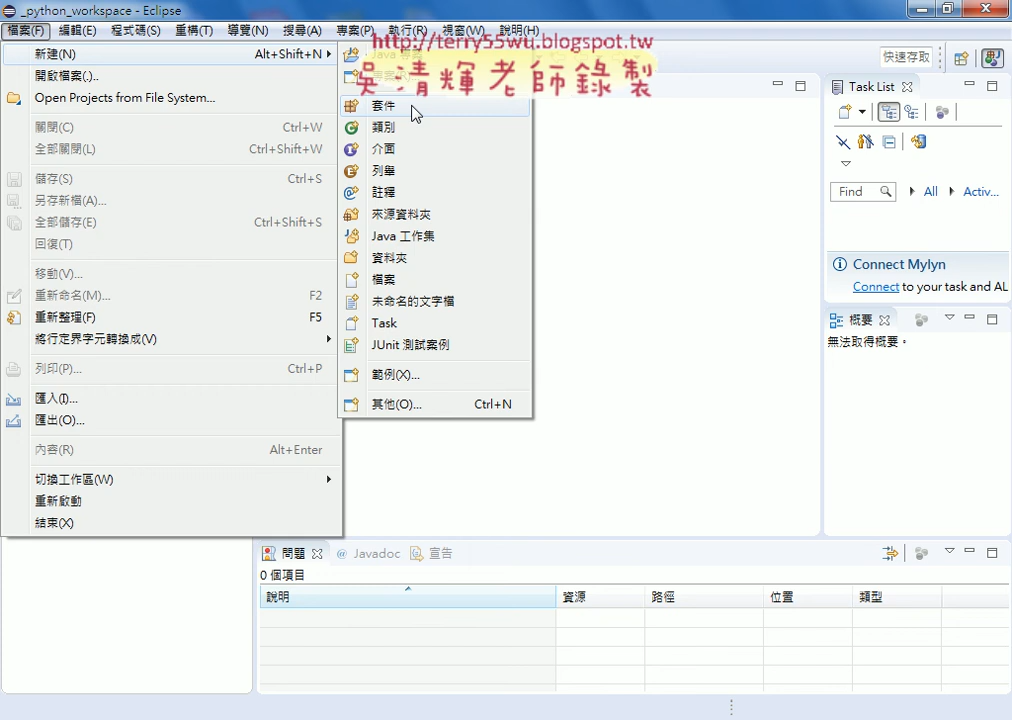 _python_workspace - Eclipse
檔案(F) 編輯(E) 程式碼(S) 重構(T) 導覽(N) 搜尋(A) 專案(P) 執行(R) 視窗(W) 說明(H)
http://terry55wu.blogspot.tw
吳清輝老師錄製
快速存取
新建(N) Alt+Shift+N
開啟檔案(.)..
Open Projects from File System...
關閉(C) Ctrl+W
全部關閉(L) Ctrl+Shift+W
儲存(S) Ctrl+S
另存新檔(A)...
全部儲存(E) Ctrl+Shift+S
回復(T)
移動(V)...
重新命名(M)... F2
重新整理(F) F5
將行定界字元轉換成(V)
列印(P)... Ctrl+P
匯入(I)...
匯出(O)...
內容(R) Alt+Enter
切換工作區(W)
重新啟動
結束(X)
套件
類別
介面
列舉
註釋
來源資料夾
Java 工作集
資料夾
檔案
未命名的文字檔
Task
JUnit 測試案例
範例(X)...
其他(O)... Ctrl+N
Task List
Find All Activ...
Connect Mylyn
Connect to your task and AL
概要
無法取得概要。
問題 @ Javadoc 宣告
0 個項目
說明 資源 路徑 位置 類型